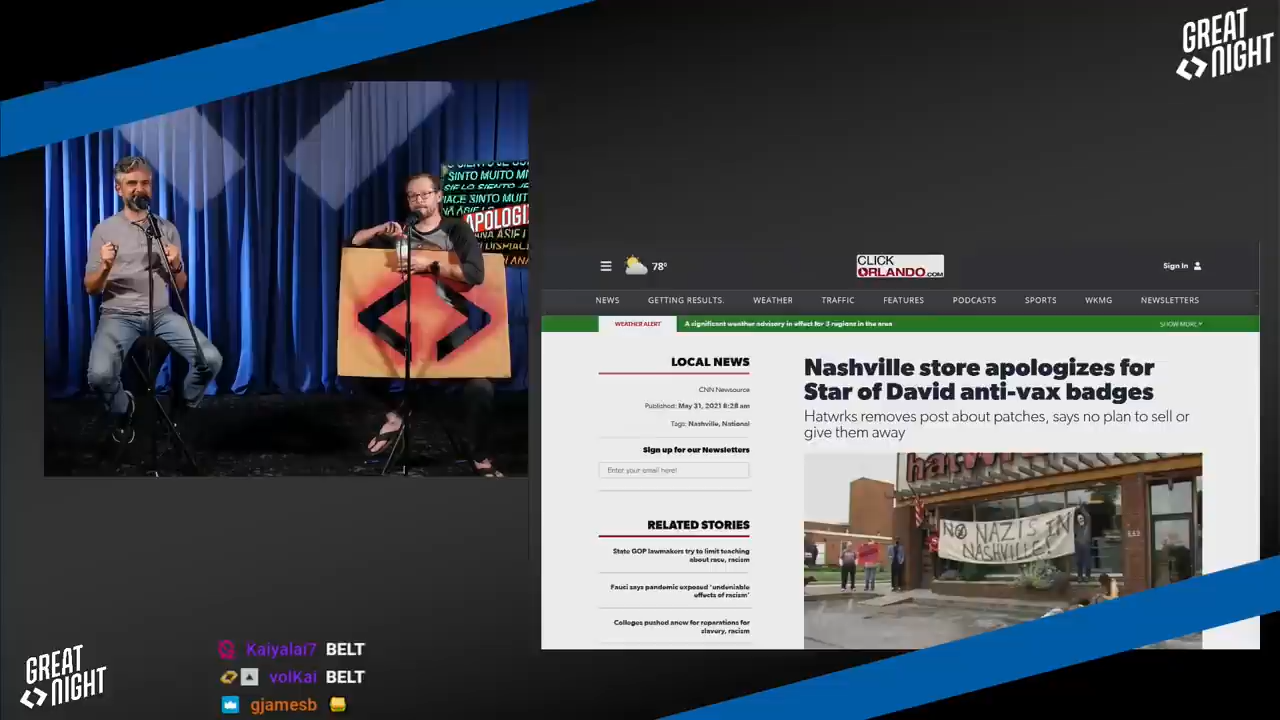 GREAT
NIGHT
SINTO MUITO
APOLOGI
78°
CLICK
ORLANDO.COM
Sign In
NEWS
GETTING RESULTS.
WEATHER
TRAFFIC
FEATURES
PODCASTS
SPORTS
WKMG
NEWSLETTERS
WEATHER ALERT
A significant weather advisory in effect for 3 regions in the area
SHOW MORE
LOCAL NEWS
CNN Newsource
Published: May 31, 2021 6:28 am
Tags: Nashville, National
Sign up for our Newsletters
Enter your email here!
RELATED STORIES
State GOP lawmakers try to limit teaching
about race, racism
Fauci says pandemic exposed 'undeniable
effects of racism'
Colleges pushed anew for reparations for
slavery, racism
Nashville store apologizes for
Star of David anti-vax badges
Hatwrks removes post about patches, says no plan to sell or
give them away
hatW
NO NAZIS IN
NASHVILLE
GREAT
NIGHT
Kaiyalai7 BELT
volKai BELT
gjamesb